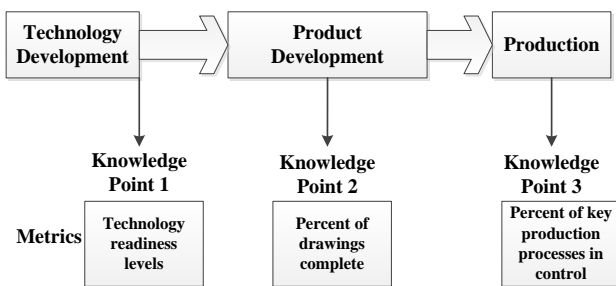 Technology
Development
Product
Development
Production
Knowledge
Point 1
Knowledge
Point 2
Knowledge
Point 3
Metrics
Technology
readiness
levels
Percent of
drawings
complete
Percent of key
production
processes in
control